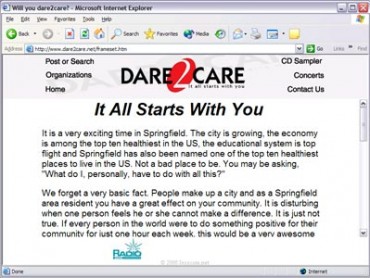 Will you dare2care? - Microsoft Internet Explorer
File Edit View Favorites Tools Help
Back Search Favorites Media
Address http://www.dare2care.net/frameset.htm Go Links
Post or Search
Organizations
Home
DARE2CARE
it all starts with you
CD Sampler
Concerts
Contact Us
It All Starts With You
It is a very exciting time in Springfield. The city is growing, the economy
is among the top ten healthiest in the US, the educational system is top
flight and Springfield has also been named one of the top ten healthiest
places to live in the US. Not a bad place to be. You may be asking,
"What do I, personally, have to do with all this?"
We forget a very basic fact. People make up a city and as a Springfield
area resident you have a great effect on your community. It is disturbing
when one person feels he or she cannot make a difference. It is just not
true. If every person in the world were to do something positive for their
community for just one hour each week, this would be a very awesome
RADIO
Done
Internet